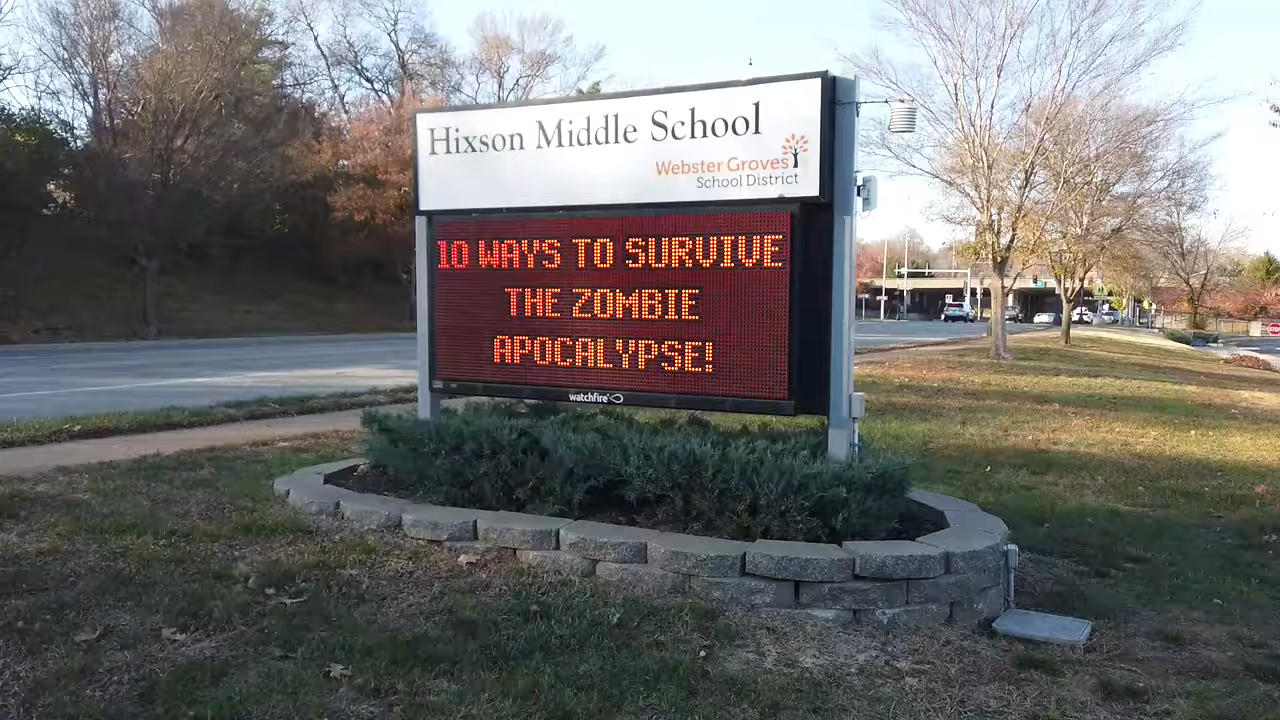 Hixson Middle School
Webster Groves
School District
10 WAYS TO SURVIVE
THE ZOMBIE
APOCALYPSE!
watchfire